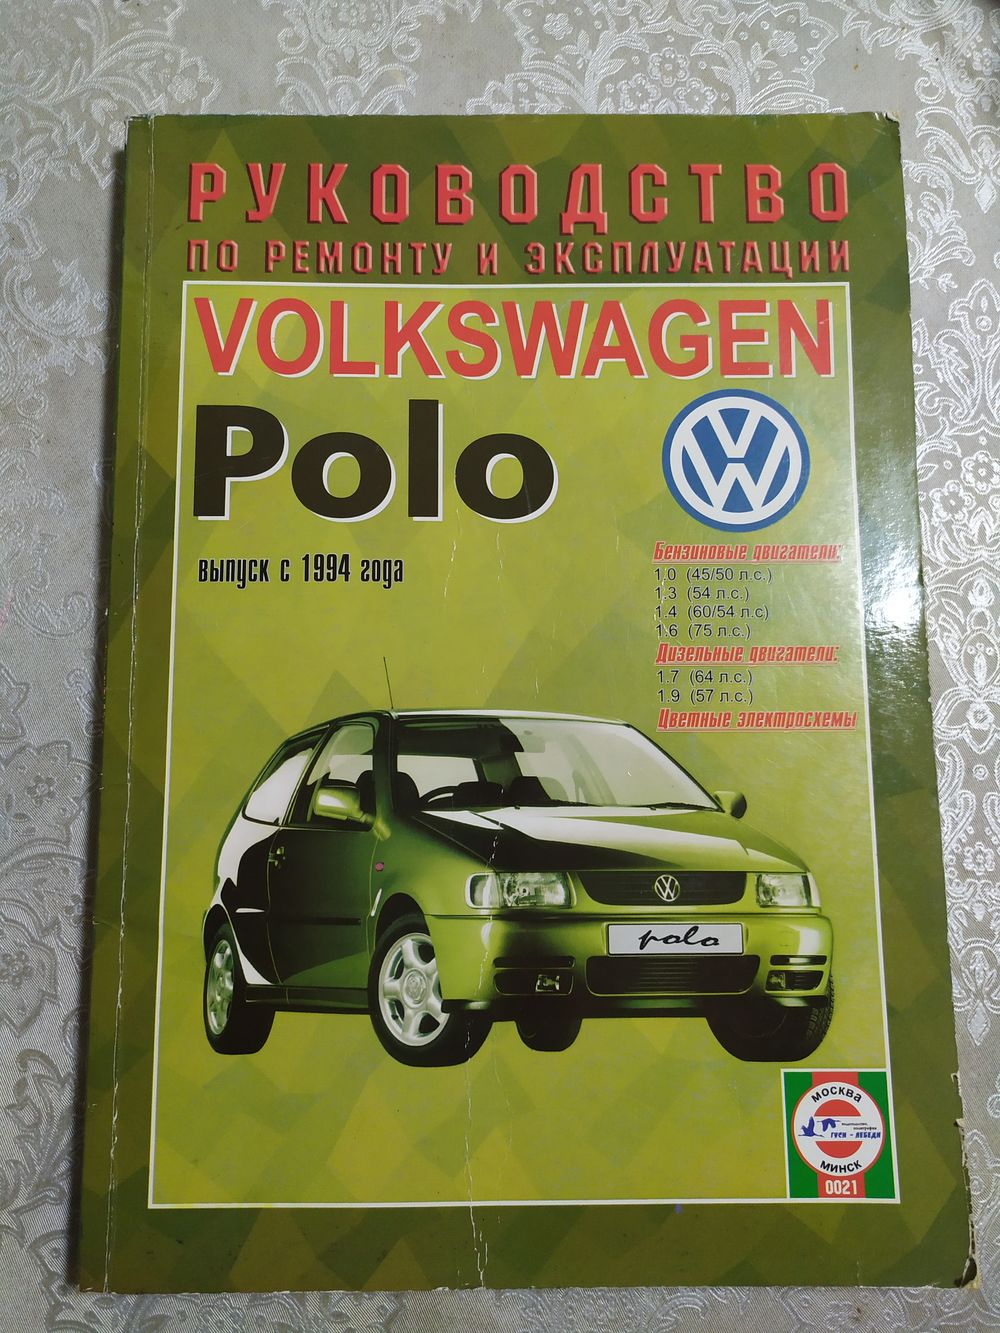 РУКОВОДСТВО
ПО РЕМОНТУ И ЭКСПЛУАТАЦИИ
VOLKSWAGEN
Polo
выпуск с 1994 года
Бензиновые двигатели:
1.0 (45/50 л.с.)
1.3 (54 л.с.)
1.4 (60/54 л.с)
1.6 (75 л.с.)
Дизельные двигатели:
1.7 (64 л.с.)
1.9 (57 л.с.)
Цветные электросхемы
polo
МОСКВА
ГУСИ - ЛЕБЕДИ
МИНСК
0021